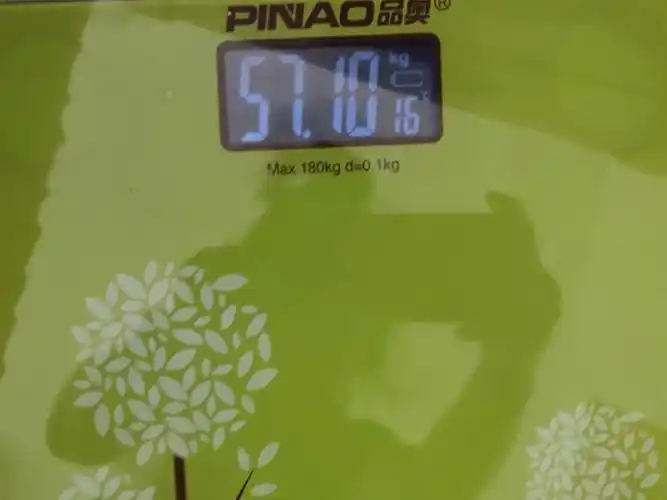 PINAO品奥®
57.10 kg
16 °C
Max 180kg d=0.1kg